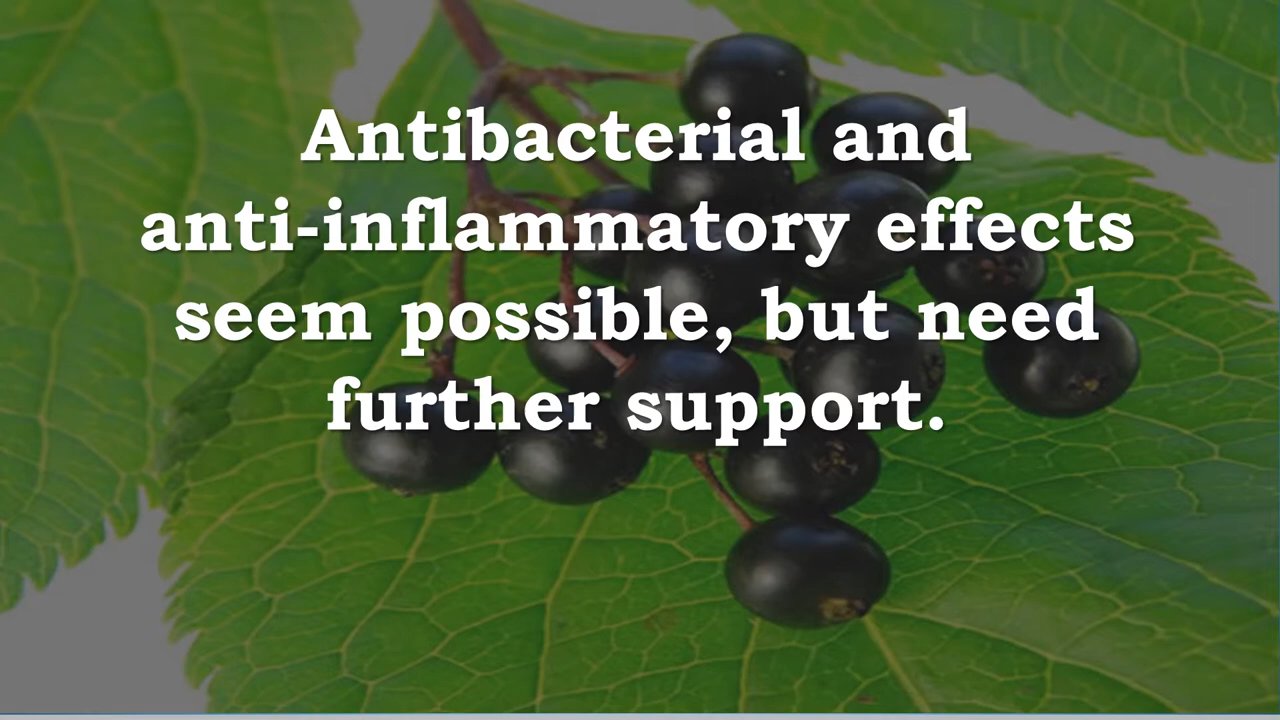 Antibacterial and
anti-inflammatory effects
seem possible, but need
further support.